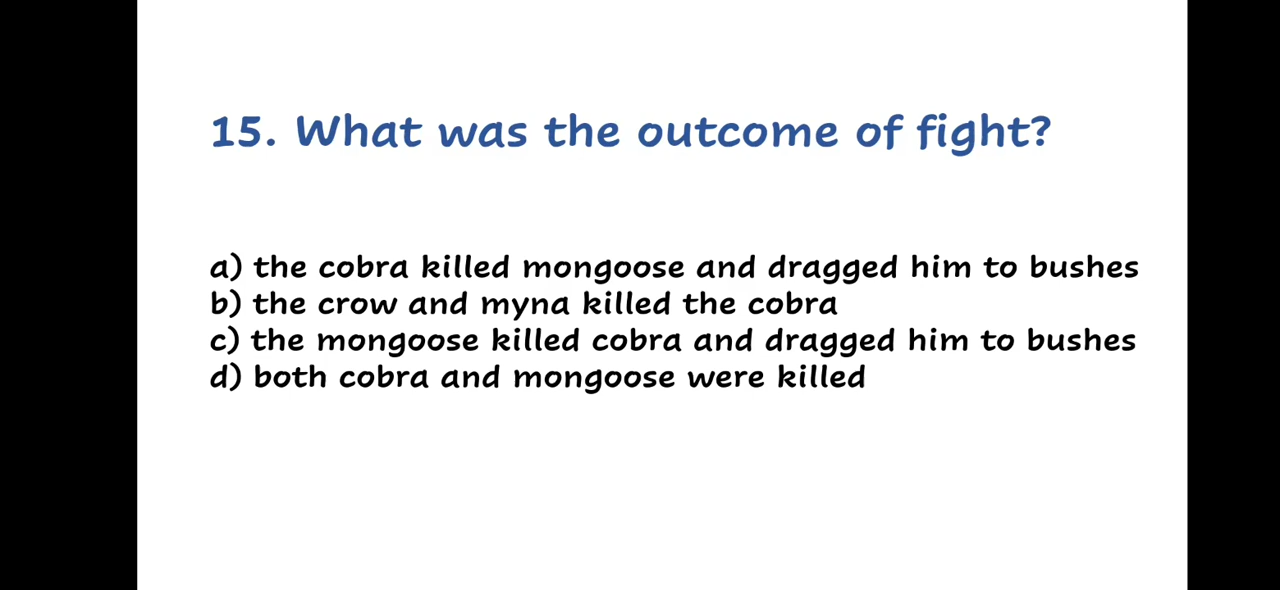 15. What was the outcome of fight?
a) the cobra killed mongoose and dragged him to bushes
b) the crow and myna killed the cobra
c) the mongoose killed cobra and dragged him to bushes
d) both cobra and mongoose were killed